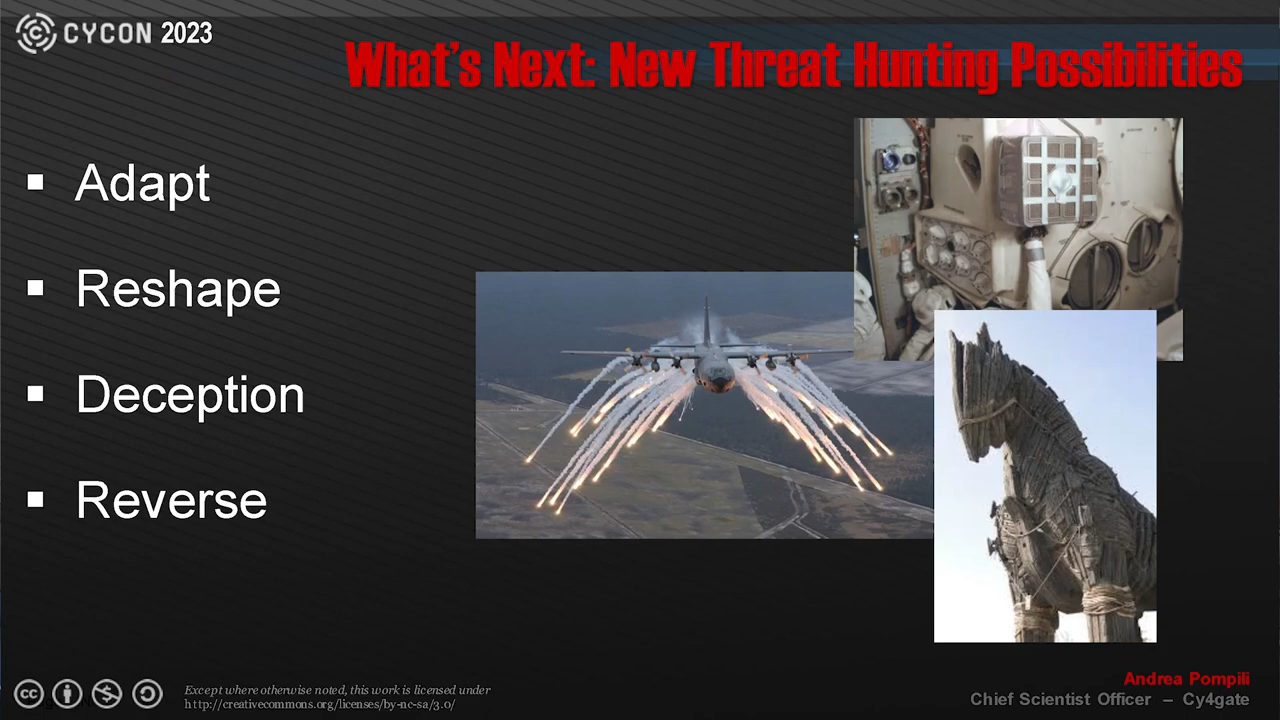 CYCON 2023
What's Next: New Threat Hunting Possibilities
Adapt
Reshape
Deception
Reverse
Except where otherwise noted, this work is licensed under
http://creativecommons.org/licenses/by-nc-sa/3.0/
Andrea Pompili
Chief Scientist Officer – Cy4gate